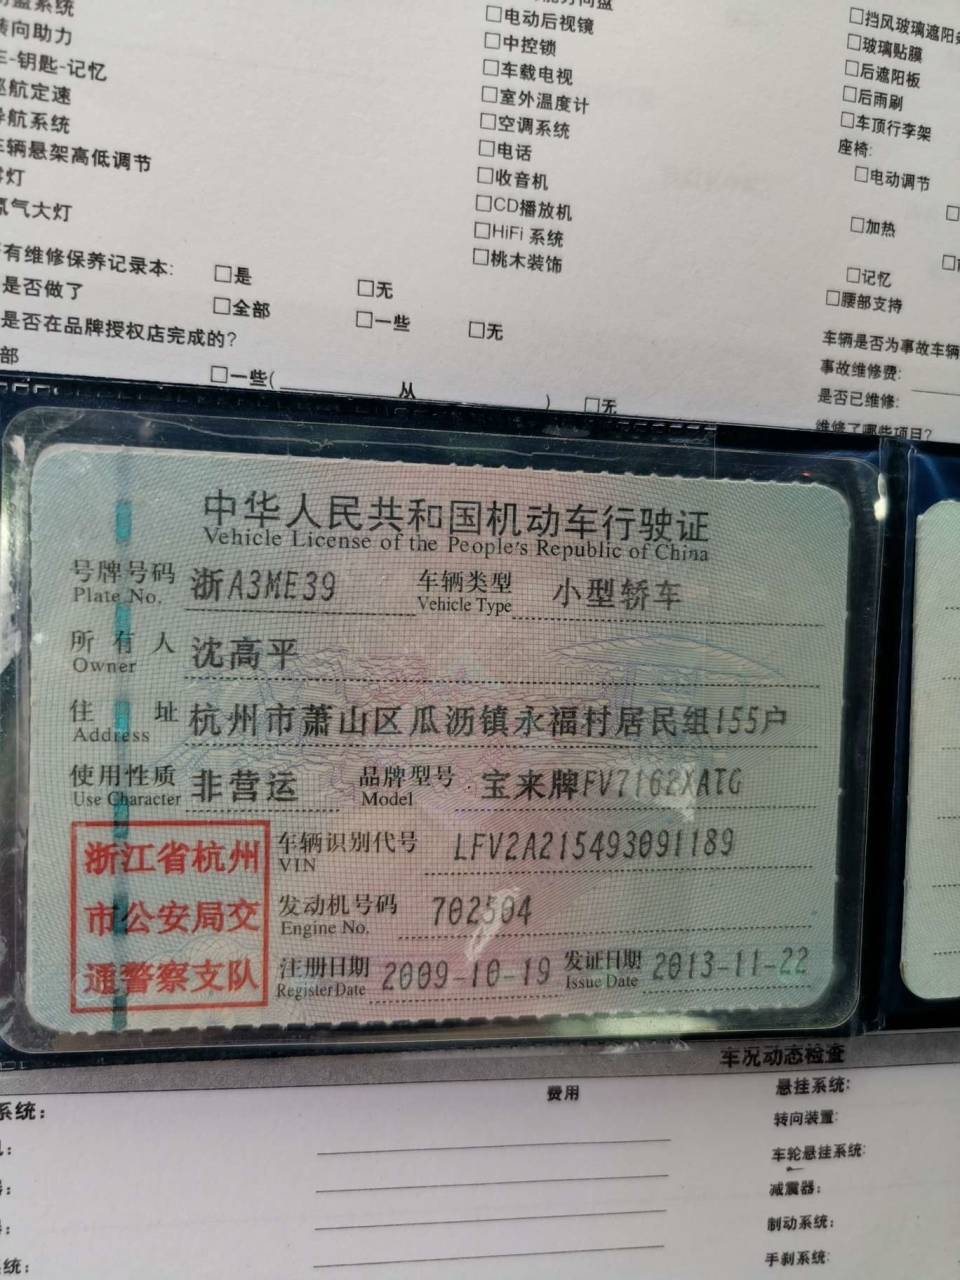 转向助力
车-钥匙-记忆
巡航定速
导航系统
车辆悬架高低调节
雾灯
氙气大灯
□电动后视镜
□中控锁
□车载电视
□室外温度计
□空调系统
□电话
□收音机
□CD播放机
□HiFi 系统
□桃木装饰
□玻璃贴膜
□后遮阳板
□后雨刷
□车顶行李架
座椅:
□电动调节
□加热
□记忆
□腰部支持
有维修保养记录本: □是 □无
是否做了 □全部 □一些 □无
是否在品牌授权店完成的?
部 □一些( 从 ) □无
车辆是否为事故车辆
事故维修费:
是否已维修:
维修了哪些项目?
中华人民共和国机动车行驶证
Vehicle License of the People's Republic of China
号牌号码 浙A3ME39 车辆类型 小型轿车
Plate No. Vehicle Type
所有人 沈高平
Owner
住址 杭州市萧山区瓜沥镇永福村居民组155户
Address
使用性质 非营运 品牌型号 宝来牌FV7162XATG
Use Character Model
浙江省杭州
市公安局交
通警察支队
车辆识别代号 LFV2A215493091189
VIN
发动机号码 702504
Engine No.
注册日期 2009-10-19 发证日期 2013-11-22
Register Date Issue Date
车况动态检查
系统:
费用
悬挂系统:
转向装置:
车轮悬挂系统:
减震器:
制动系统:
手刹系统: